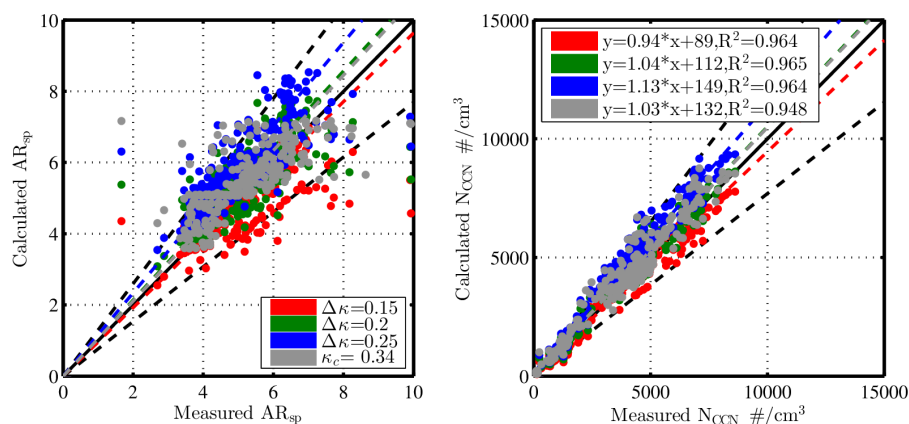 10
8
6
4
2
0
Calculated AR_sp
0 2 4 6 8 10
Measured AR_sp
Δκ=0.15
Δκ=0.2
Δκ=0.25
κ_c= 0.34
15000
10000
5000
0
Calculated N_CCN #/cm³
0 5000 10000 15000
Measured N_CCN #/cm³
y=0.94*x+89,R²=0.964
y=1.04*x+112,R²=0.965
y=1.13*x+149,R²=0.964
y=1.03*x+132,R²=0.948